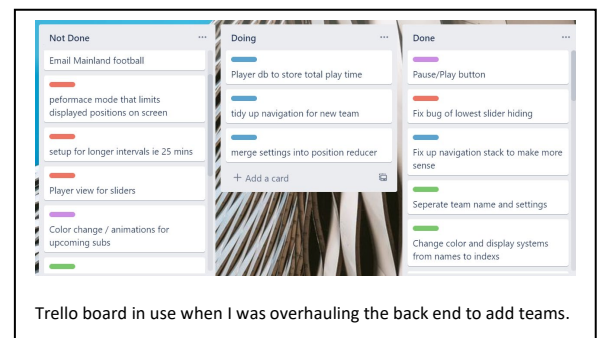 Not Done
Email Mainland football
peformace mode that limits
displayed positions on screen
setup for longer intervals ie 25 mins
Player view for sliders
Color change / animations for
upcoming subs
Doing
Player db to store total play time
tidy up navigation for new team
merge settings into position reducer
+ Add a card
Done
Pause/Play button
Fix bug of lowest slider hiding
Fix up navigation stack to make more
sense
Seperate team name and settings
Change color and display systems
from names to indexs
Trello board in use when I was overhauling the back end to add teams.